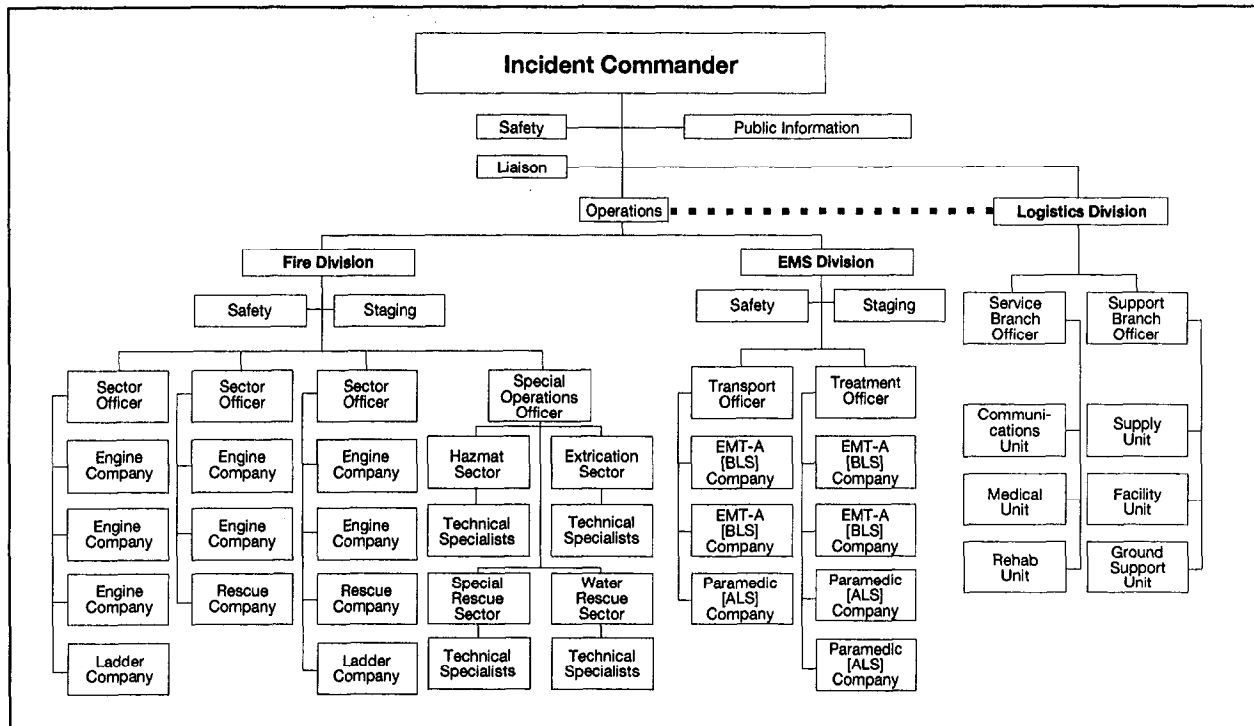 Incident Commander
Safety
Public Information
Liaison
Operations
Logistics Division
Fire Division
EMS Division
Safety
Staging
Safety
Staging
Service
Branch
Officer
Support
Branch
Officer
Sector
Officer
Sector
Officer
Sector
Officer
Special
Operations
Officer
Transport
Officer
Treatment
Officer
Engine
Company
Engine
Company
Engine
Company
Hazmat
Sector
Extrication
Sector
EMT-A
[BLS]
Company
EMT-A
[BLS]
Company
Communi-
cations
Unit
Supply
Unit
Engine
Company
Engine
Company
Engine
Company
Technical
Specialists
Technical
Specialists
EMT-A
[BLS]
Company
EMT-A
[BLS]
Company
Medical
Unit
Facility
Unit
Engine
Company
Rescue
Company
Rescue
Company
Special
Rescue
Sector
Water
Rescue
Sector
Paramedic
[ALS]
Company
Paramedic
[ALS]
Company
Rehab
Unit
Ground
Support
Unit
Ladder
Company
Ladder
Company
Technical
Specialists
Technical
Specialists
Paramedic
[ALS]
Company